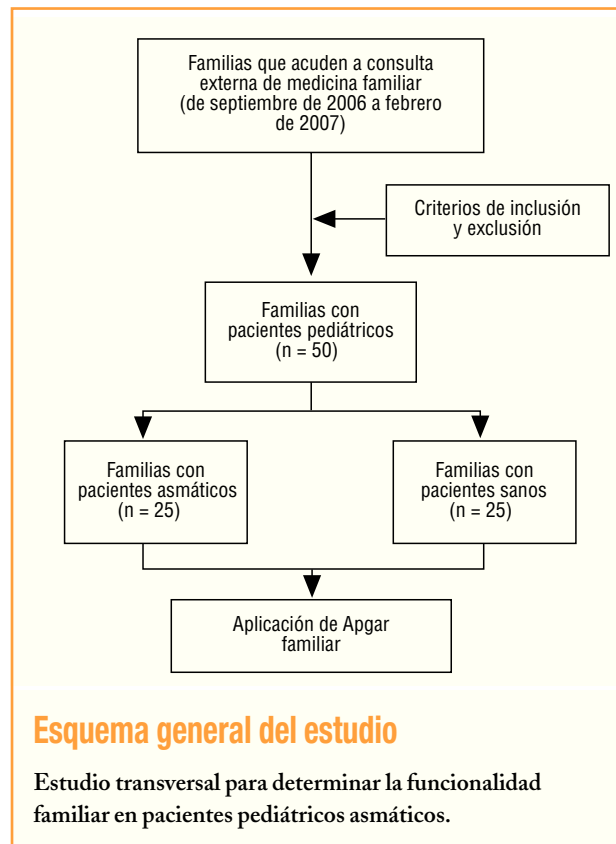 Familias que acuden a consulta
externa de medicina familiar
(de septiembre de 2006 a febrero
de 2007)
Criterios de inclusión
y exclusión
Familias con
pacientes pediátricos
(n = 50)
Familias con
pacientes asmáticos
(n = 25)
Familias con
pacientes sanos
(n = 25)
Aplicación de Apgar
familiar
Esquema general del estudio
Estudio transversal para determinar la funcionalidad
familiar en pacientes pediátricos asmáticos.